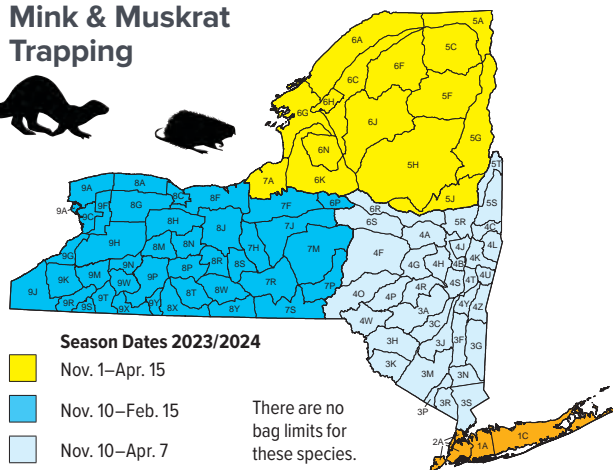 Mink & Muskrat
Trapping
5A
6A
5C
6F
6C
5F
6H
6G
6J
5G
6N
5H
5T
7A
6K
5J
5S
9A
8A
8C
8F
7F
6P
6R
9A
9F
8G
9C
6S
5R
4C
8H
8J
7J
4A
4L
9H
8M
8N
7H
7M
4F
4J
4K
9G
9N
8P
8R
8S
4G
4H
4B
9K
9M
9W
9P
7R
7P
4R
4S
4T
4U
9J
9T
8T
8W
4O
4P
4Y
4Z
9R
9S
9X
9Y
8X
8Y
7S
3A
4W
3C
3H
3J
3F
3G
3K
3M
3N
3P
3R
3S
2A
1A
1C
Season Dates 2023/2024
Nov. 1–Apr. 15
Nov. 10–Feb. 15
Nov. 10–Apr. 7
There are no
bag limits for
these species.